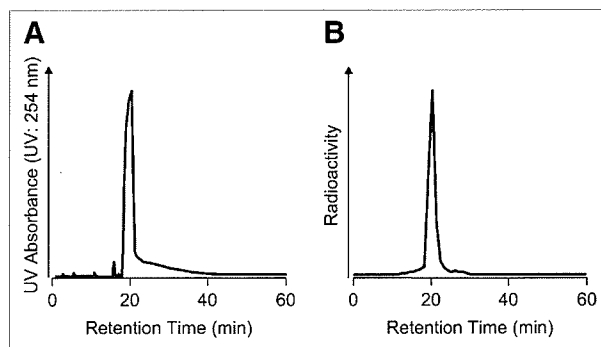 A
UV Absorbance (UV: 254 nm)
0 20 40 60
Retention Time (min)
B
Radioactivity
0 20 40 60
Retention Time (min)